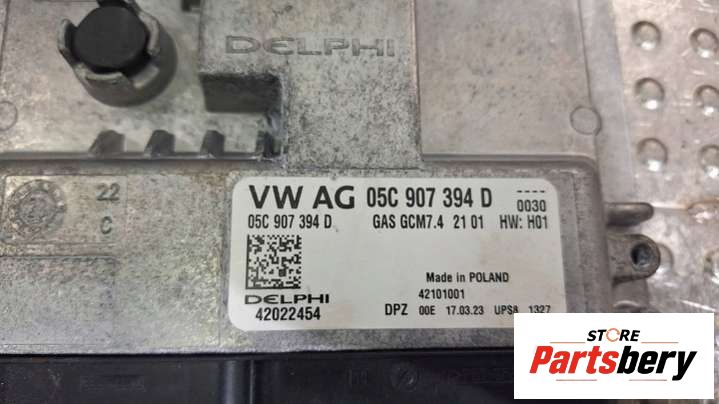 DELPHI
22
C
VW AG 05C 907 394 D ----
0030
05C 907 394 D GAS GCM7.4 21 01 HW: H01
Made in POLAND
DELPHI 42101001
42022454 DPZ 00E 17.03.23 UPSA 1327
STORE
Partsbery